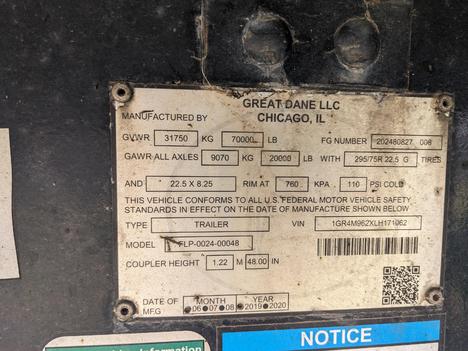 GREAT DANE LLC
MANUFACTURED BY CHICAGO, IL
GVWR 31750 KG 70000 LB FG NUMBER 202480827 008
GAWR ALL AXLES 9070 KG 20000 LB WITH 295/75R 22.5 G TIRES
AND 22.5 X 8.25 RIM AT 760 KPA 110 PSI COLD
THIS VEHICLE CONFORMS TO ALL U.S. FEDERAL MOTOR VEHICLE SAFETY
STANDARDS IN EFFECT ON THE DATE OF MANUFACTURE SHOWN BELOW
TYPE TRAILER VIN 1GR4M962XLH171062
MODEL FLP-0024-00048
COUPLER HEIGHT 1.22 M 48.00 IN
DATE OF MONTH YEAR
MFG 06 07 08 2019 2020
NOTICE